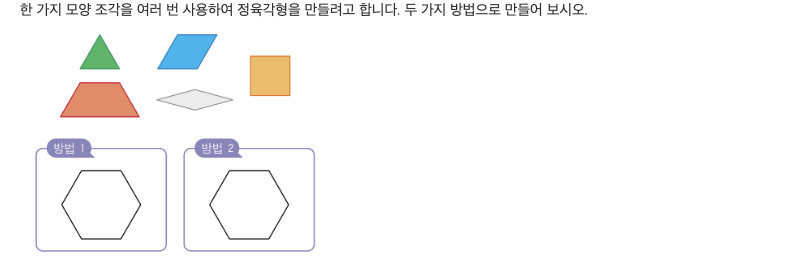 한 가지 모양 조각을 여러 번 사용하여 정육각형을 만들려고 합니다. 두 가지 방법으로 만들어 보시오.
방법 1
방법 2